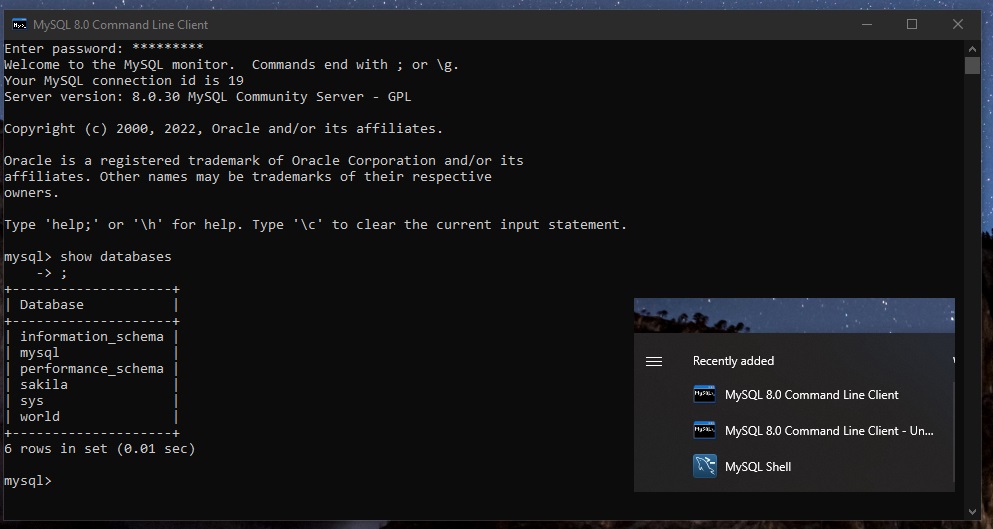 MySQL 8.0 Command Line Client
Enter password: *********
Welcome to the MySQL monitor.  Commands end with ; or \g.
Your MySQL connection id is 19
Server version: 8.0.30 MySQL Community Server - GPL
Copyright (c) 2000, 2022, Oracle and/or its affiliates.
Oracle is a registered trademark of Oracle Corporation and/or its
affiliates. Other names may be trademarks of their respective
owners.
Type 'help;' or '\h' for help. Type '\c' to clear the current input statement.
mysql> show databases
    -> ;
+--------------------+
| Database           |
+--------------------+
| information_schema |
| mysql              |
| performance_schema |
| sakila             |
| sys                |
| world              |
+--------------------+
6 rows in set (0.01 sec)
mysql>
Recently added
MySQL 8.0 Command Line Client
MySQL 8.0 Command Line Client - Un...
MySQL Shell